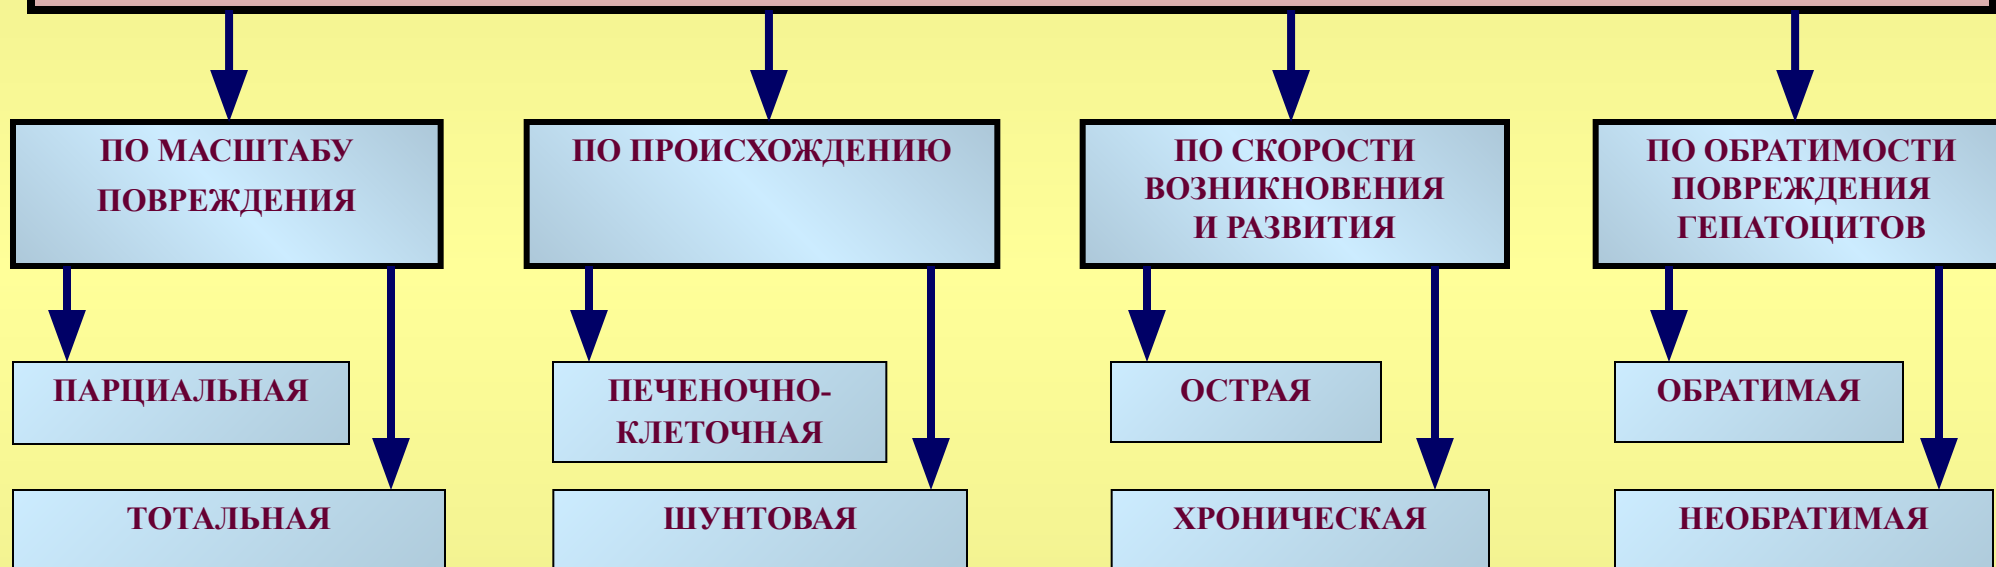 ПО МАСШТАБУ
ПОВРЕЖДЕНИЯ
ПО ПРОИСХОЖДЕНИЮ
ПО СКОРОСТИ
ВОЗНИКНОВЕНИЯ
И РАЗВИТИЯ
ПО ОБРАТИМОСТИ
ПОВРЕЖДЕНИЯ
ГЕПАТОЦИТОВ
ПАРЦИАЛЬНАЯ
ПЕЧЕНОЧНО-
КЛЕТОЧНАЯ
ОСТРАЯ
ОБРАТИМАЯ
ТОТАЛЬНАЯ
ШУНТОВАЯ
ХРОНИЧЕСКАЯ
НЕОБРАТИМАЯ